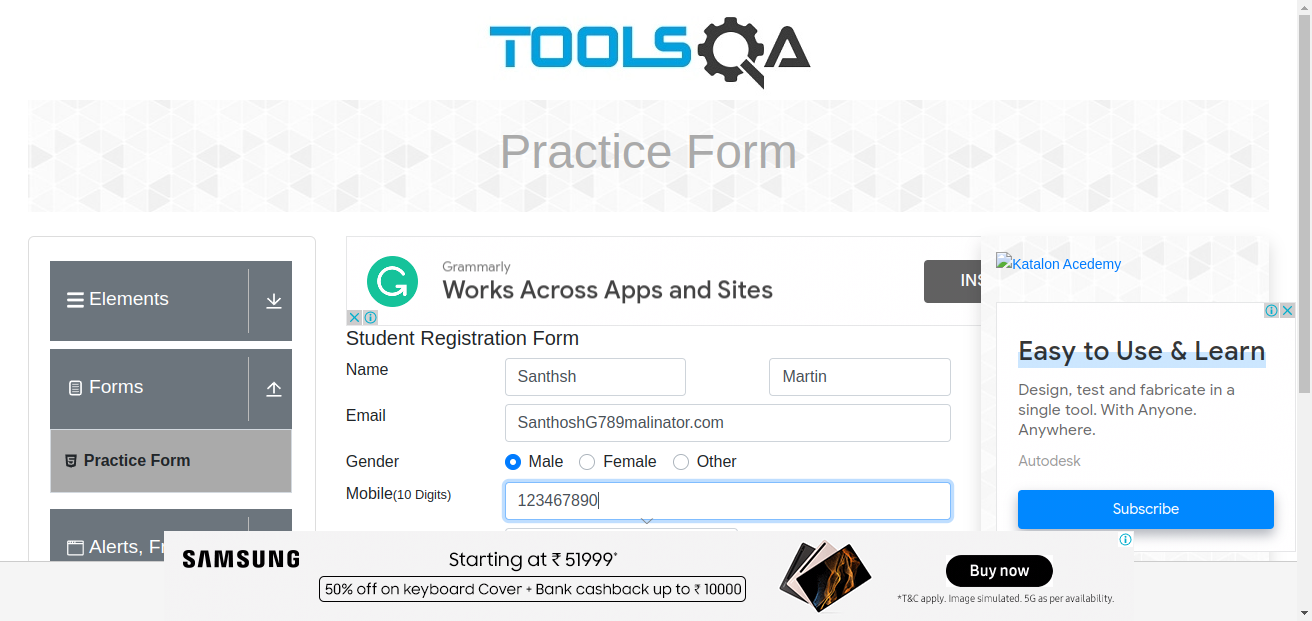 TOOLSQA
Practice Form
Elements
Forms
Practice Form
Alerts, Fr
Grammarly
Works Across Apps and Sites
INS
Student Registration Form
Name
Santhsh
Martin
Email
SanthoshG789malinator.com
Gender
Male
Female
Other
Mobile(10 Digits)
123467890
Katalon Acedemy
Easy to Use & Learn
Design, test and fabricate in a
single tool. With Anyone.
Anywhere.
Autodesk
Subscribe
SAMSUNG
Starting at ₹ 51999*
50% off on keyboard Cover + Bank cashback up to ₹ 10000
Buy now
*T&C apply. Image simulated. 5G as per availability.